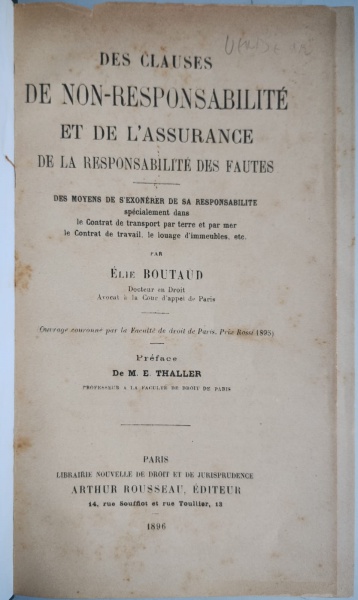 DES CLAUSES
DE NON-RESPONSABILITÉ
ET DE L'ASSURANCE
DE LA RESPONSABILITÉ DES FAUTES
DES MOYENS DE S'EXONÉRER DE SA RESPONSABILITE
spécialement dans
le Contrat de transport par terre et par mer
le Contrat de travail, le louage d'immeubles, etc.
PAR
ÉLIE BOUTAUD
Docteur en Droit
Avocat à la Cour d'appel de Paris
(Ouvrage couronné par la Faculté de droit de Paris, Prix Rossi 1895)
Préface
De M. E. THALLER
PROFESSEUR A LA FACULTÉ DE DROIT DE PARIS
PARIS
LIBRAIRIE NOUVELLE DE DROIT ET DE JURISPRUDENCE
ARTHUR ROUSSEAU, ÉDITEUR
14, rue Soufflot et rue Toullier, 13
1896